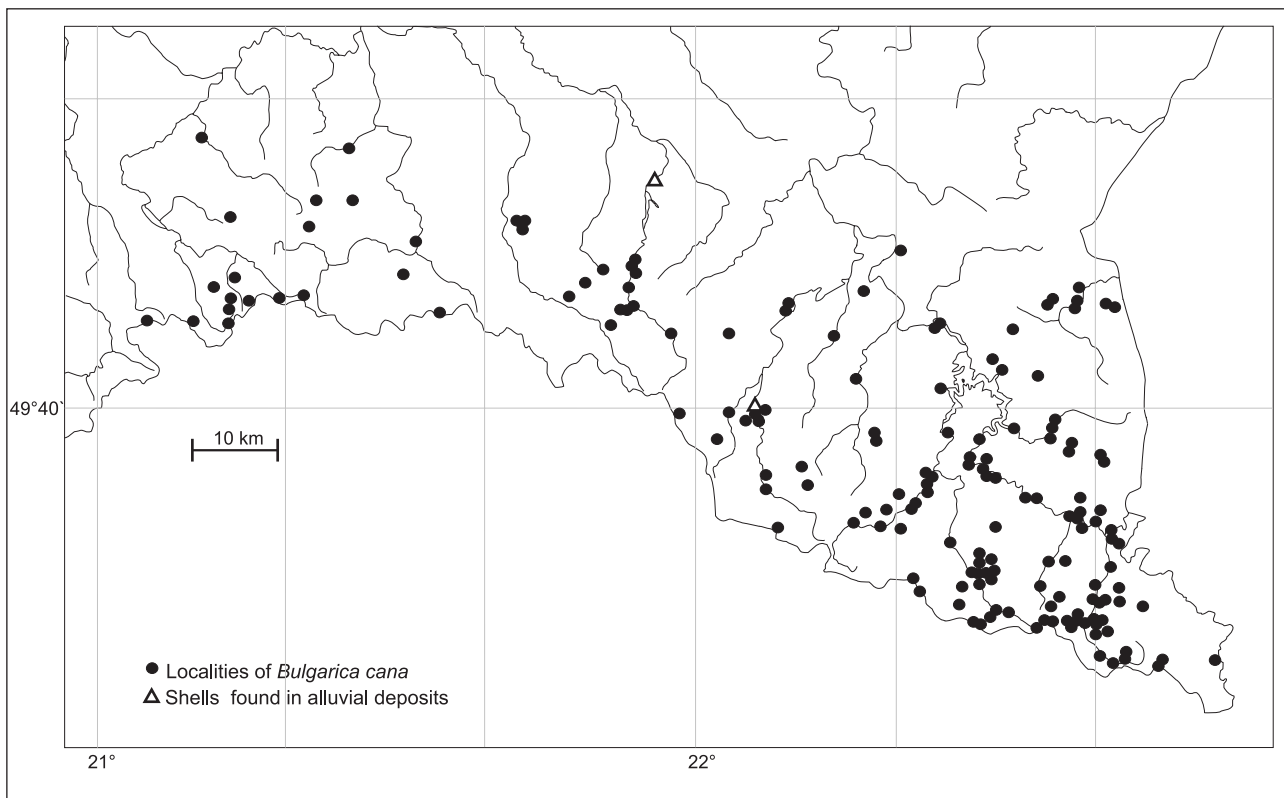 49°40`
10 km
Localities of Bulgarica cana
Shells found in alluvial deposits
21°
22°